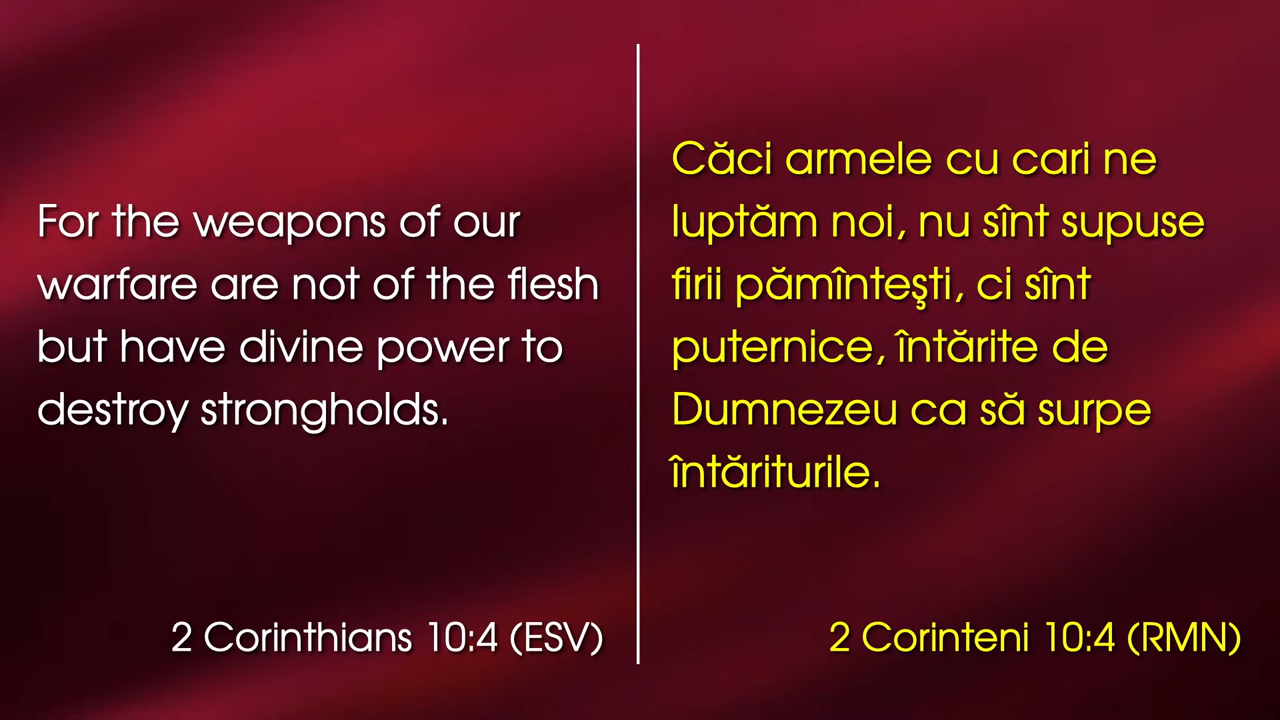 For the weapons of our
warfare are not of the flesh
but have divine power to
destroy strongholds.
2 Corinthians 10:4 (ESV)
Căci armele cu cari ne
luptăm noi, nu sînt supuse
firii pămînteşti, ci sînt
puternice, întărite de
Dumnezeu ca să surpe
întăriturile.
2 Corinteni 10:4 (RMN)